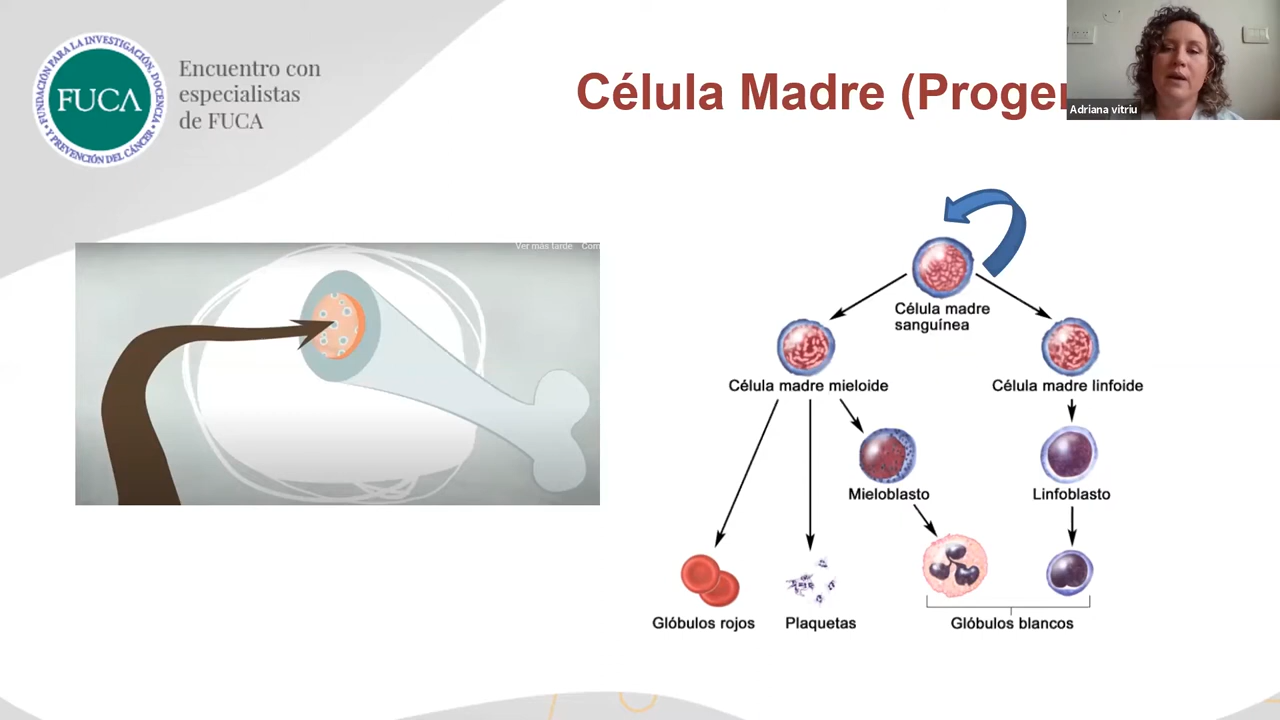 FUNDACIÓN PARA LA INVESTIGACIÓN, DOCENCIA
Y PREVENCIÓN DEL CÁNCER
FUCA
Encuentro con
especialistas
de FUCA
Célula Madre (Proge
Adriana vitriu
Ver más tarde Com
Célula madre
sanguínea
Célula madre mieloide
Célula madre linfoide
Mieloblasto
Linfoblasto
Glóbulos rojos
Plaquetas
Glóbulos blancos